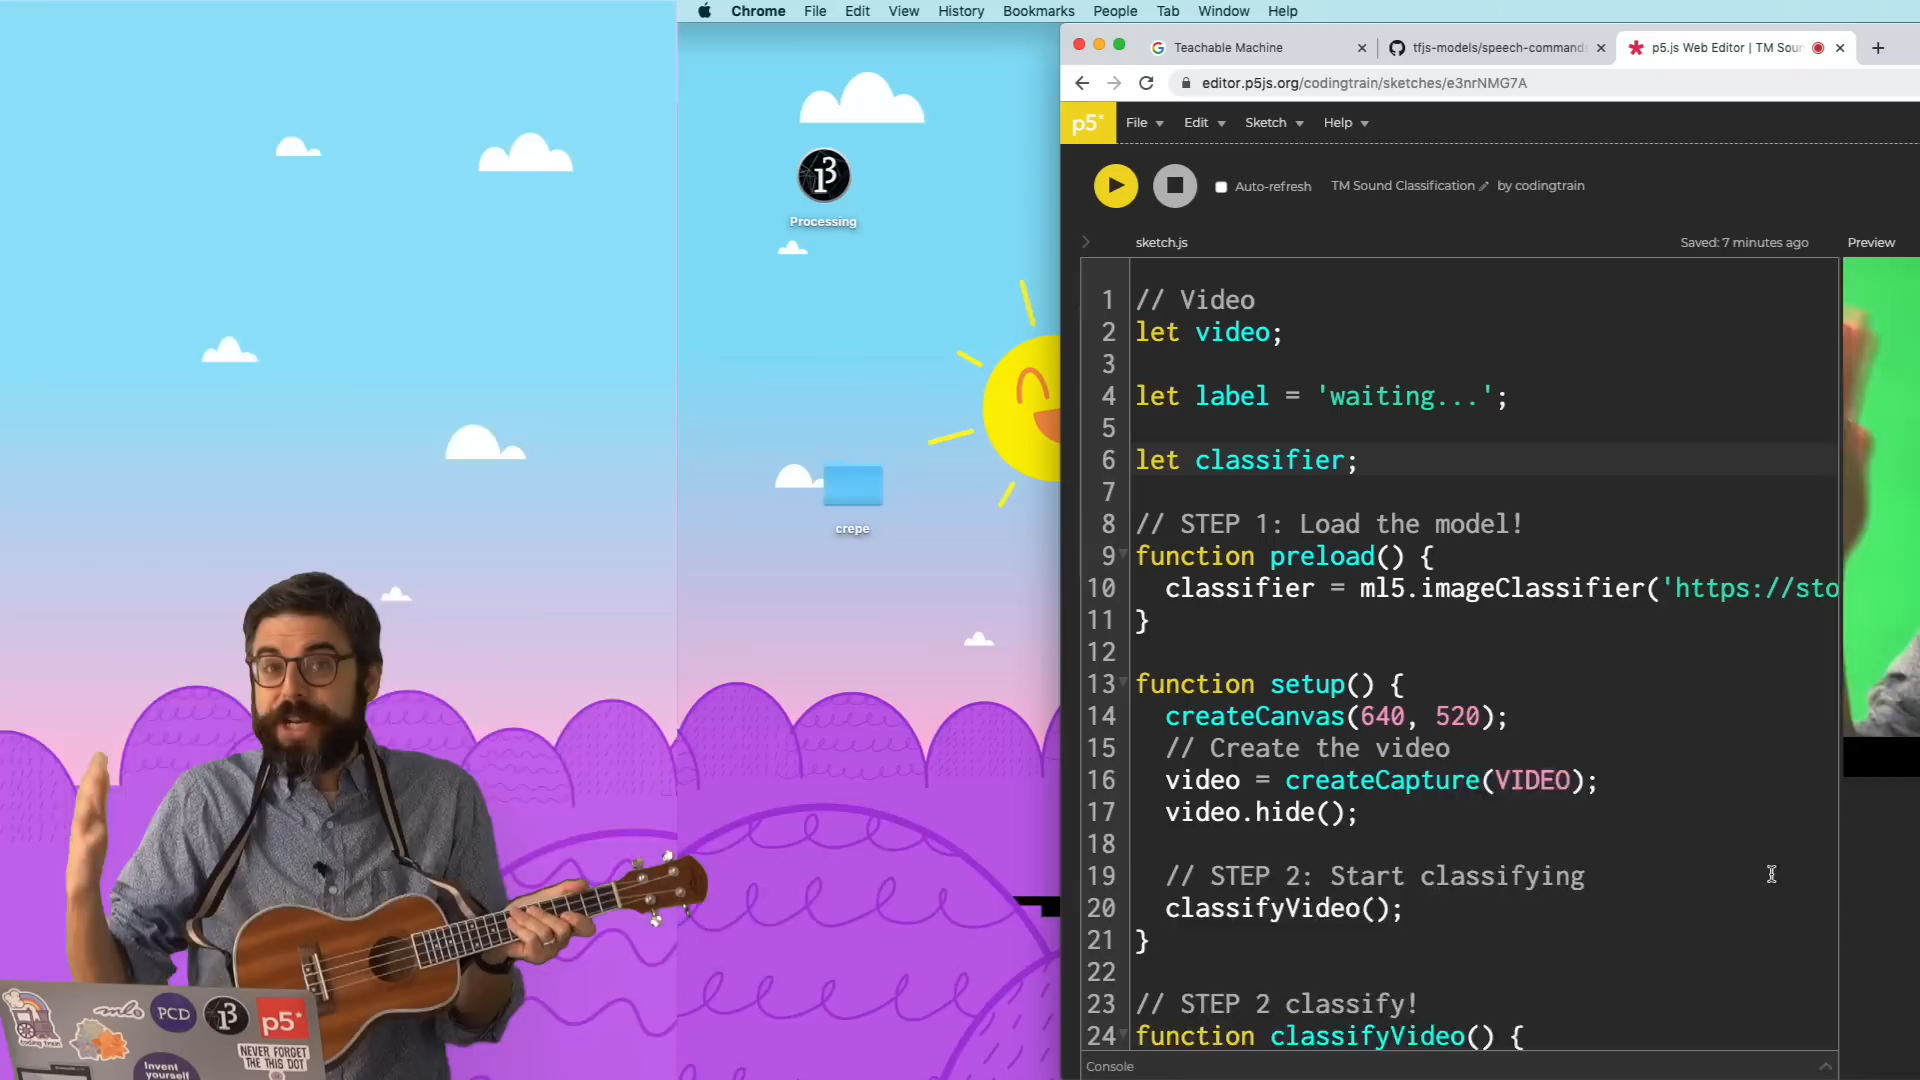 Chrome File Edit View History Bookmarks People Tab Window Help
Teachable Machine
tfjs-models/speech-commands
p5.js Web Editor | TM Soun
editor.p5js.org/codingtrain/sketches/e3nrNMG7A
p5*
File Edit Sketch Help
Auto-refresh
TM Sound Classification by codingtrain
sketch.js
Saved: 7 minutes ago
Preview
1 // Video
2 let video;
3
4 let label = 'waiting...';
5
6 let classifier;
7
8 // STEP 1: Load the model!
9 function preload() {
10 classifier = ml5.imageClassifier('https://sto
11 }
12
13 function setup() {
14 createCanvas(640, 520);
15 // Create the video
16 video = createCapture(VIDEO);
17 video.hide();
18
19 // STEP 2: Start classifying
20 classifyVideo();
21 }
22
23 // STEP 2 classify!
24 function classifyVideo() {
Console
Processing
crepe
coding train
ml5
PCD
p5*
NEVER FORGET
THE THIS DOT
Invent
yourself